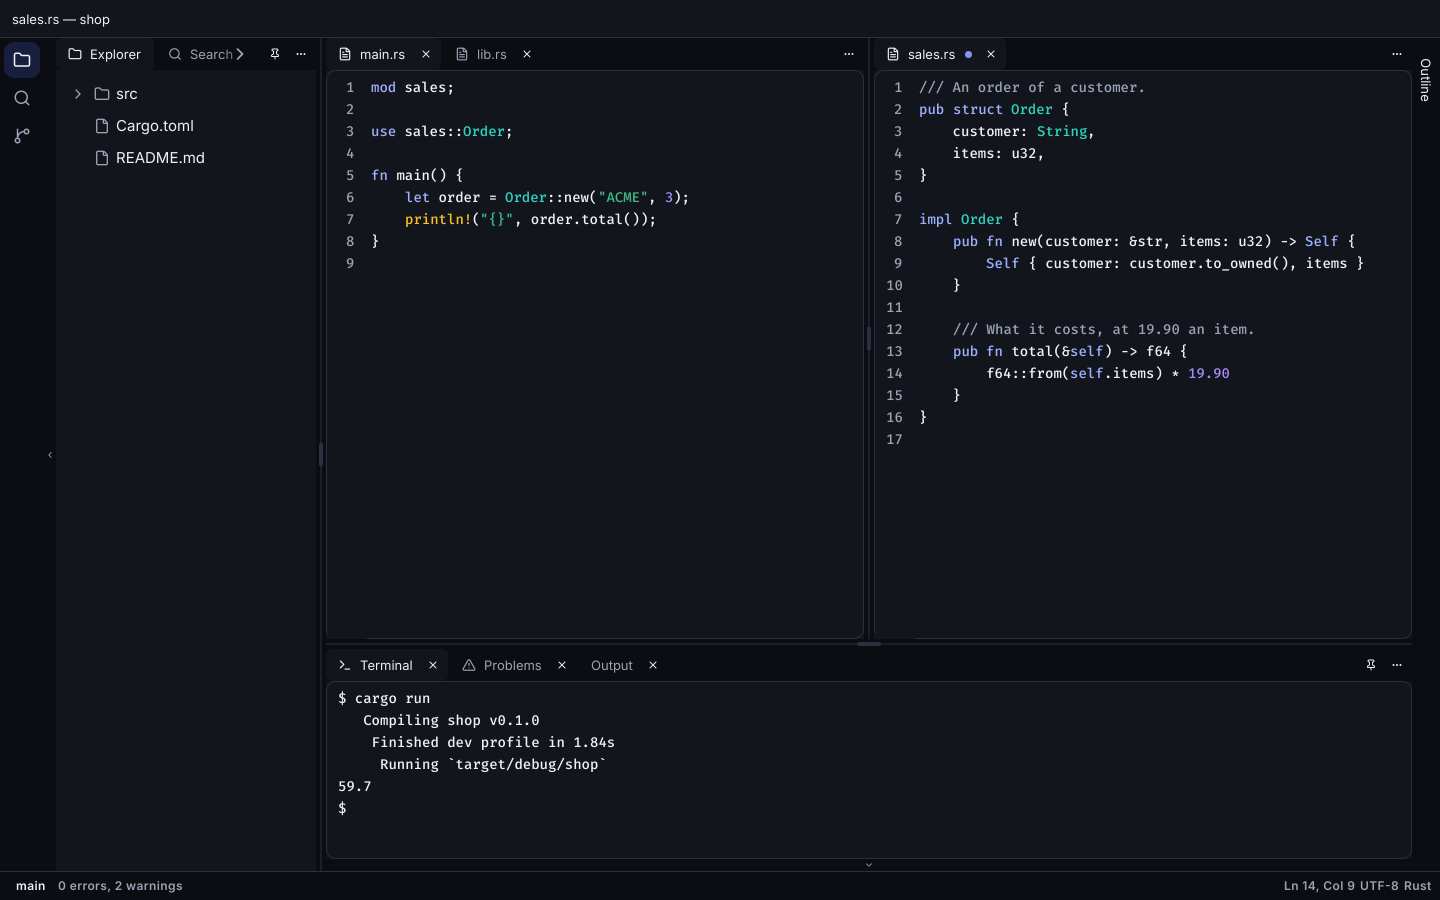 sales.rs — shop
Explorer
Search
src
Cargo.toml
README.md
main.rs
lib.rs
1 mod sales;
2
3 use sales::Order;
4
5 fn main() {
6     let order = Order::new("ACME", 3);
7     println!("{}", order.total());
8 }
9
sales.rs
1 /// An order of a customer.
2 pub struct Order {
3     customer: String,
4     items: u32,
5 }
6
7 impl Order {
8     pub fn new(customer: &str, items: u32) -> Self {
9         Self { customer: customer.to_owned(), items }
10     }
11
12     /// What it costs, at 19.90 an item.
13     pub fn total(&self) -> f64 {
14         f64::from(self.items) * 19.90
15     }
16 }
17
Outline
Terminal
Problems
Output
$ cargo run
   Compiling shop v0.1.0
    Finished dev profile in 1.84s
     Running `target/debug/shop`
59.7
$
main 0 errors, 2 warnings
Ln 14, Col 9 UTF-8 Rust